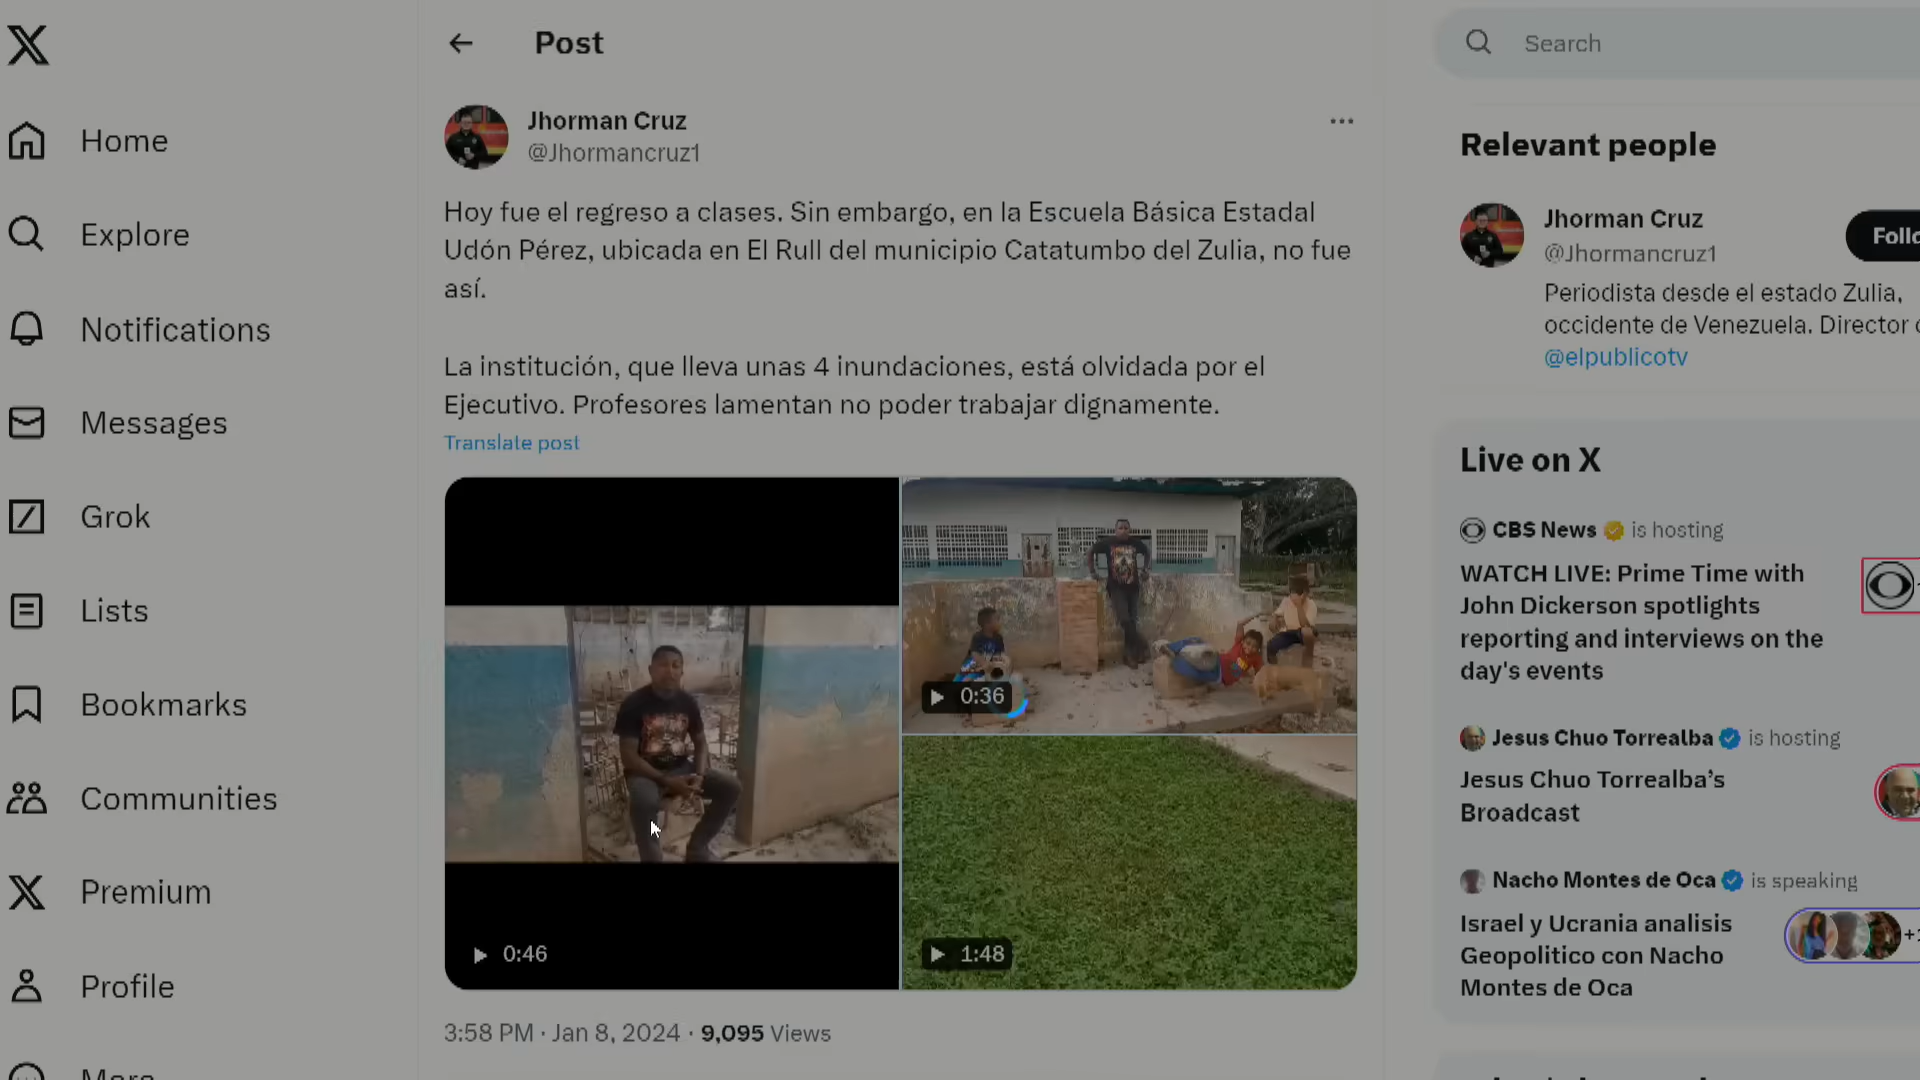 Home
Explore
Notifications
Messages
Grok
Lists
Bookmarks
Communities
Premium
Profile
Post
Jhorman Cruz
@Jhormancruz1
Hoy fue el regreso a clases. Sin embargo, en la Escuela Básica Estadal
Udón Pérez, ubicada en El Rull del municipio Catatumbo del Zulia, no fue
así.
La institución, que lleva unas 4 inundaciones, está olvidada por el
Ejecutivo. Profesores lamentan no poder trabajar dignamente.
Translate post
0:46
0:36
1:48
3:58 PM · Jan 8, 2024 · 9,095 Views
Search
Relevant people
Jhorman Cruz
@Jhormancruz1
Periodista desde el estado Zulia,
occidente de Venezuela. Director
@elpublicotv
Live on X
CBS News is hosting
WATCH LIVE: Prime Time with
John Dickerson spotlights
reporting and interviews on the
day's events
Jesus Chuo Torrealba is hosting
Jesus Chuo Torrealba’s
Broadcast
Nacho Montes de Oca is speaking
Israel y Ucrania analisis
Geopolitico con Nacho
Montes de Oca